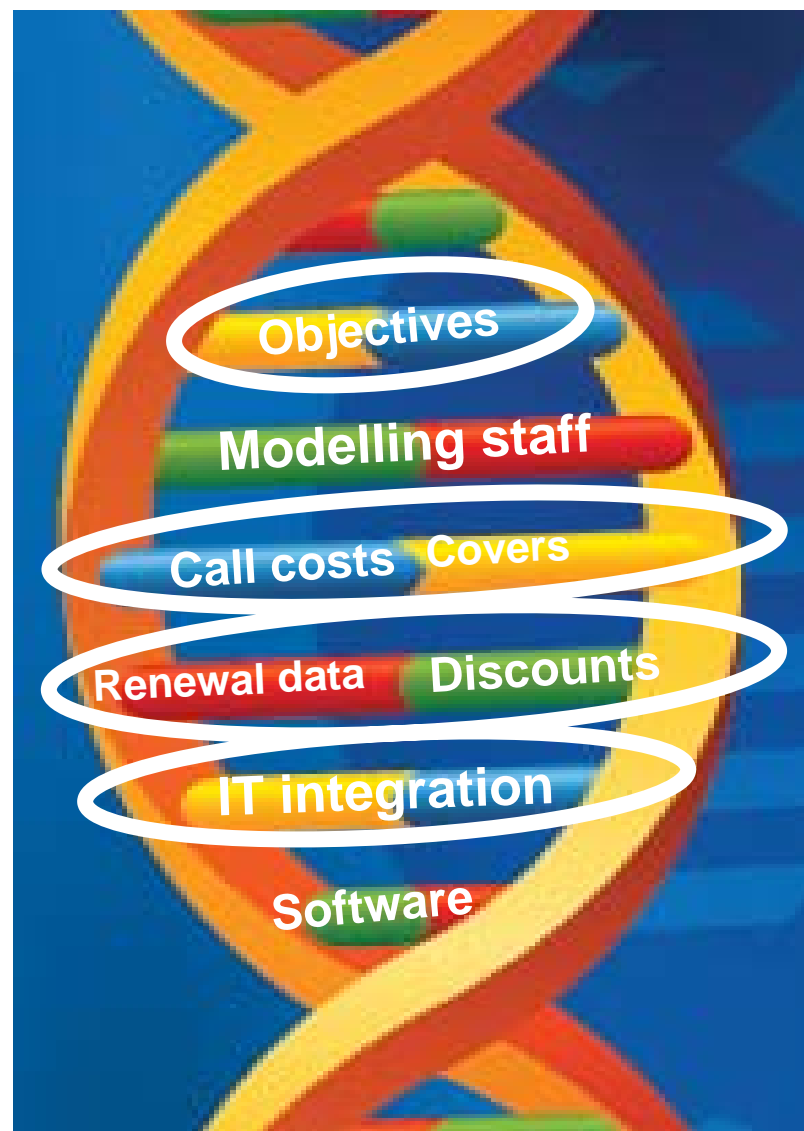 Objectives
Modelling staff
Call costs Covers
Renewal data Discounts
IT integration
Software